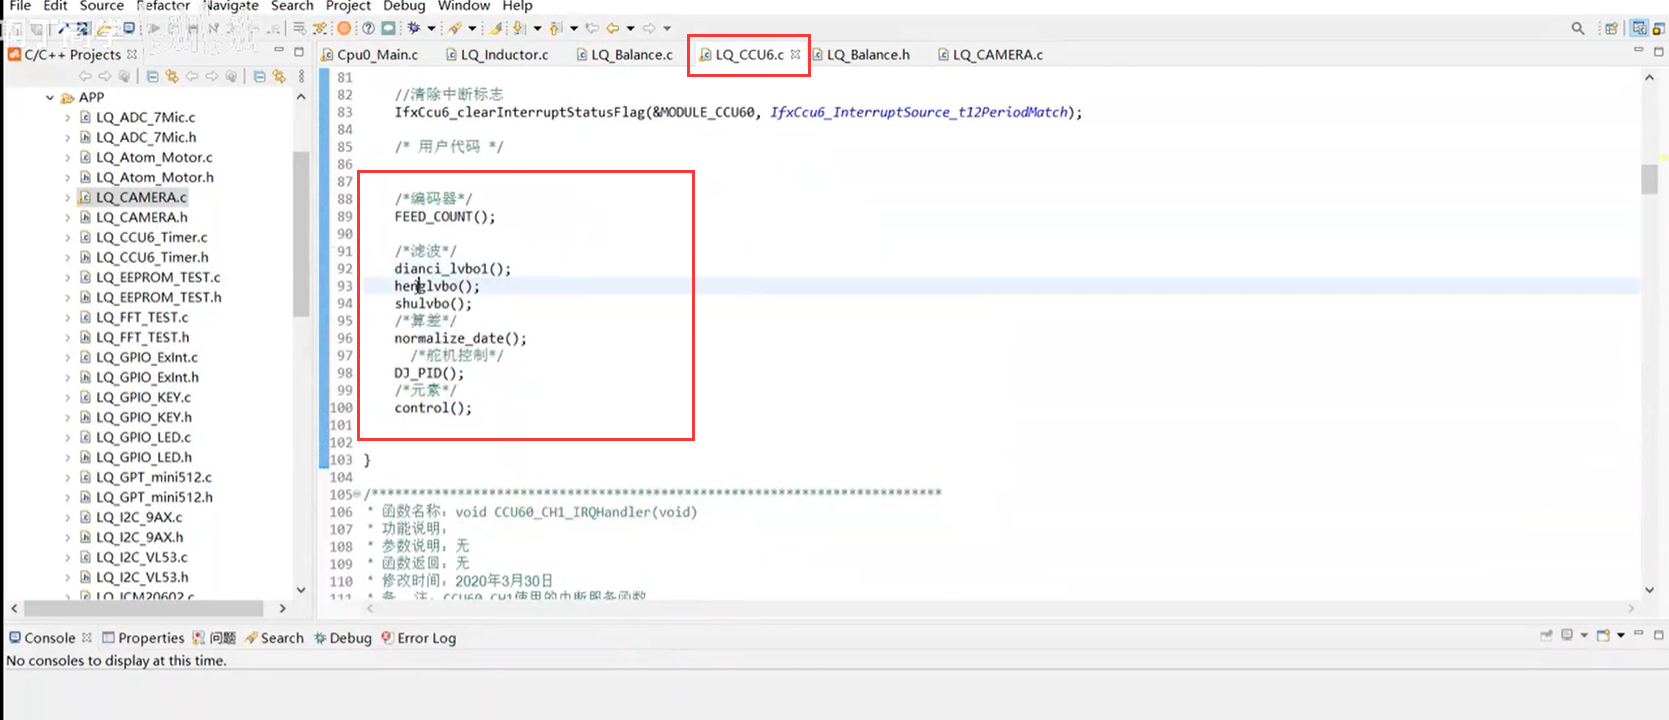 File Edit Source Refactor Navigate Search Project Debug Window Help
C/C++ Projects
Cpu0_Main.c LQ_Inductor.c LQ_Balance.c LQ_CCU6.c LQ_Balance.h LQ_CAMERA.c
APP
LQ_ADC_7Mic.c
LQ_ADC_7Mic.h
LQ_Atom_Motor.c
LQ_Atom_Motor.h
LQ_CAMERA.c
LQ_CAMERA.h
LQ_CCU6_Timer.c
LQ_CCU6_Timer.h
LQ_EEPROM_TEST.c
LQ_EEPROM_TEST.h
LQ_FFT_TEST.c
LQ_FFT_TEST.h
LQ_GPIO_ExInt.c
LQ_GPIO_ExInt.h
LQ_GPIO_KEY.c
LQ_GPIO_KEY.h
LQ_GPIO_LED.c
LQ_GPIO_LED.h
LQ_GPT_mini512.c
LQ_GPT_mini512.h
LQ_I2C_9AX.c
LQ_I2C_9AX.h
LQ_I2C_VL53.c
LQ_I2C_VL53.h
LQ_ICM20602.c
81
82 //清除中断标志
83 IfxCcu6_clearInterruptStatusFlag(&MODULE_CCU60, IfxCcu6_InterruptSource_t12PeriodMatch);
84
85 /* 用户代码 */
86
87
88 /*编码器*/
89 FEED_COUNT();
90
91 /*滤波*/
92 dianci_lvbo1();
93 henglvbo();
94 shulvbo();
95 /*算差*/
96 normalize_date();
97 /*舵机控制*/
98 DJ_PID();
99 /*元素*/
100 control();
101
102
103 }
104
105 /*************************************************************************
106 * 函数名称：void CCU60_CH1_IRQHandler(void)
107 * 功能说明：
108 * 参数说明：无
109 * 函数返回：无
110 * 修改时间：2020年3月30日
111 * 备 注：CCU60_CH1使用的中断服务函数
Console Properties 问题 Search Debug Error Log
No consoles to display at this time.